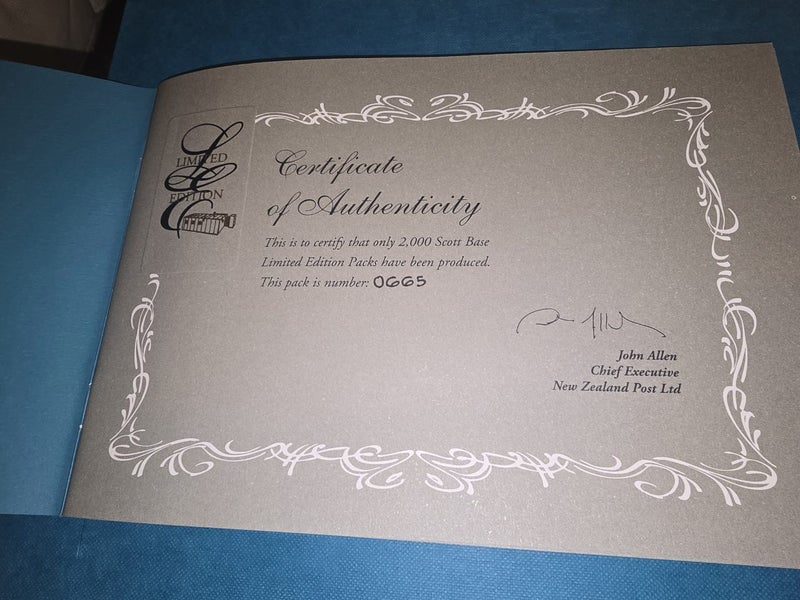 LIMITED
EDITION
Certificate
of Authenticity
This is to certify that only 2,000 Scott Base
Limited Edition Packs have been produced.
This pack is number: 0665
John Allen
Chief Executive
New Zealand Post Ltd